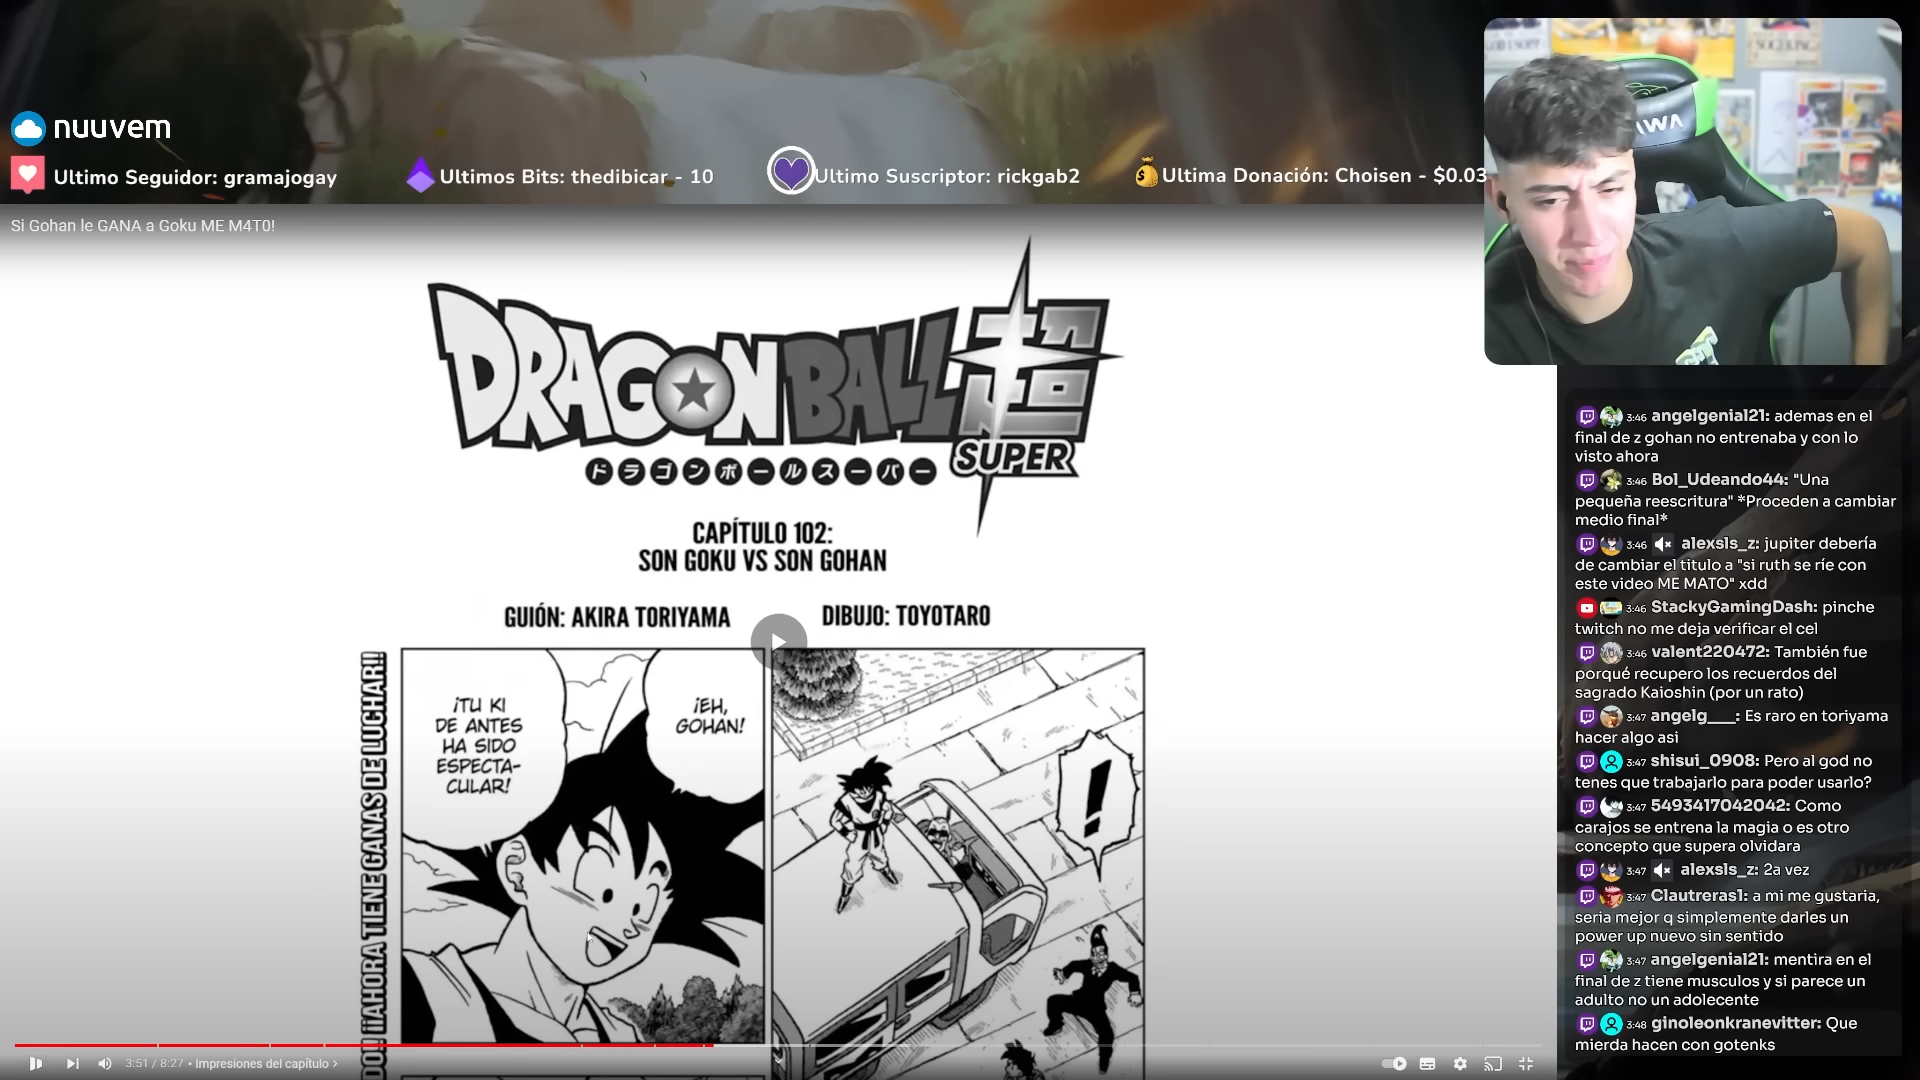 nuuvem
Ultimo Seguidor: gramajogay
Ultimos Bits: thedibicar - 10
Ultimo Suscriptor: rickgab2
Ultima Donación: Choisen - $0.03
Si Gohan le GANA a Goku ME M4T0!
DRAGON BALL 超
SUPER
ドラゴンボールスーパー
CAPÍTULO 102:
SON GOKU VS SON GOHAN
GUIÓN: AKIRA TORIYAMA
DIBUJO: TOYOTARO
¡¡AHORA TIENE GANAS DE LUCHAR!!
¡TU KI
DE ANTES
HA SIDO
ESPECTA-
CULAR!
¡EH,
GOHAN!
!
3:51 / 8:27 • Impresiones del capítulo >
AWA
SOGEKING
3:46 angelgenial21: ademas en el
final de z gohan no entrenaba y con lo
visto ahora
3:46 Bol_Udeando44: "Una
pequeña reescritura" *Proceden a cambiar
medio final*
3:46 alexsls_z: jupiter debería
de cambiar el titulo a "si ruth se ríe con
este video ME MATO" xdd
3:46 StackyGamingDash: pinche
twitch no me deja verificar el cel
3:46 valent220472: También fue
porqué recupero los recuerdos del
sagrado Kaioshin (por un rato)
3:47 angelg___: Es raro en toriyama
hacer algo asi
3:47 shisui_0908: Pero al god no
tenes que trabajarlo para poder usarlo?
3:47 5493417042042: Como
carajos se entrena la magia o es otro
concepto que supera olvidara
3:47 alexsls_z: 2a vez
3:47 Clautreras1: a mi me gustaria,
seria mejor q simplemente darles un
power up nuevo sin sentido
3:47 angelgenial21: mentira en el
final de z tiene musculos y si parece un
adulto no un adolecente
3:48 ginoleonkranevitter: Que
mierda hacen con gotenks